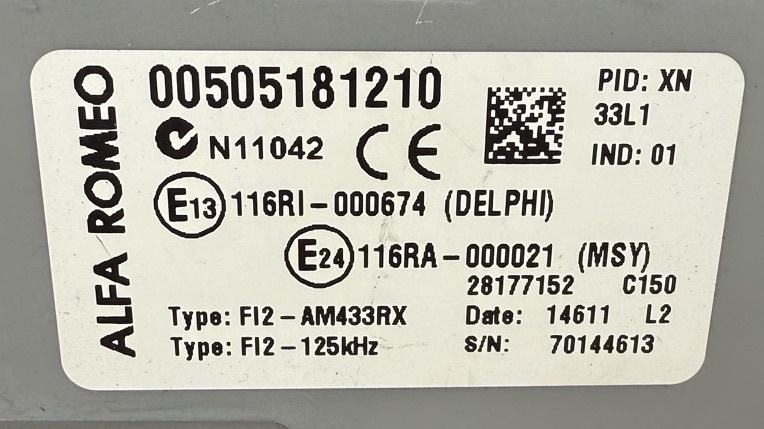 ALFA ROMEO
00505181210
PID: XN
33L1
N11042 CE
IND: 01
E13 116RI-000674 (DELPHI)
E24 116RA-000021 (MSY)
28177152 C150
Type: FI2-AM433RX Date: 14611 L2
Type: FI2-125kHz S/N: 70144613